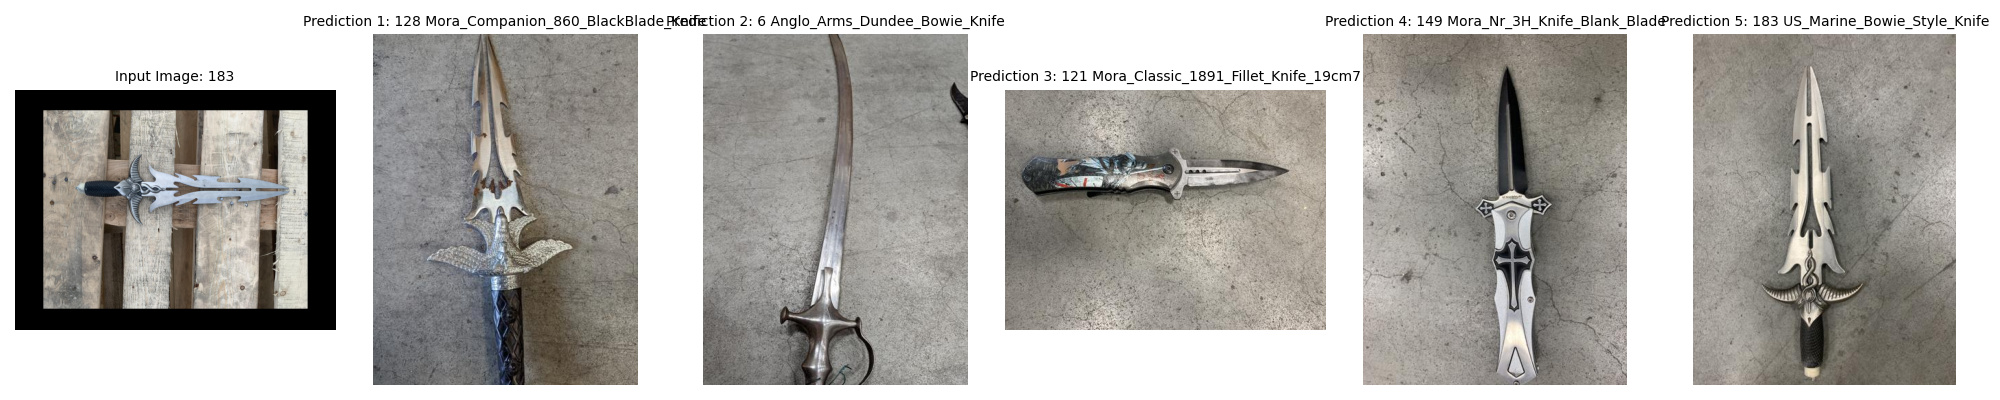 Input Image: 183
Prediction 1: 128 Mora_Companion_860_BlackBlade_Knife
Prediction 2: 6 Anglo_Arms_Dundee_Bowie_Knife
Prediction 3: 121 Mora_Classic_1891_Fillet_Knife_19cm7
Prediction 4: 149 Mora_Nr_3H_Knife_Blank_Blade
Prediction 5: 183 US_Marine_Bowie_Style_Knife